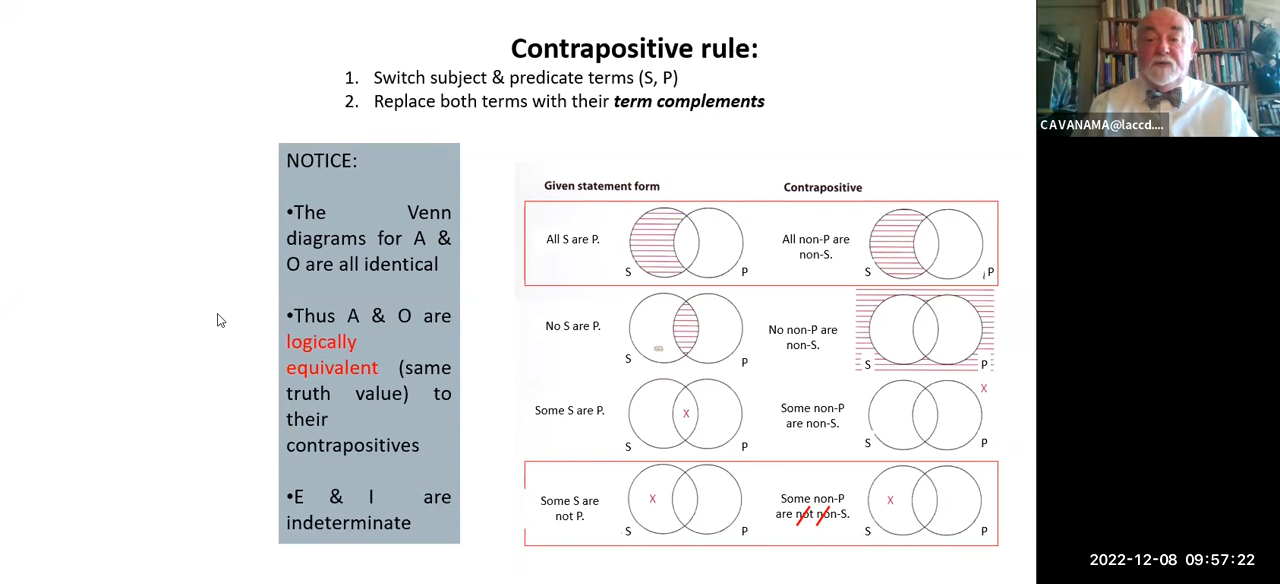 Contrapositive rule:
1. Switch subject & predicate terms (S, P)
2. Replace both terms with their term complements
CAVANAMA@laccd....
NOTICE:
•The Venn
diagrams for A &
O are all identical
•Thus A & O are
logically
equivalent (same
truth value) to
their
contrapositives
•E & I are
indeterminate
Given statement form
Contrapositive
All S are P.
S
P
All non-P are
non-S.
S
P
No S are P.
S
P
No non-P are
non-S.
S
P
Some S are P.
S
P
Some non-P
are non-S.
S
P
X
X
Some S are
not P.
S
P
X
Some non-P
are not non-S.
S
P
X
2022-12-08 09:57:22